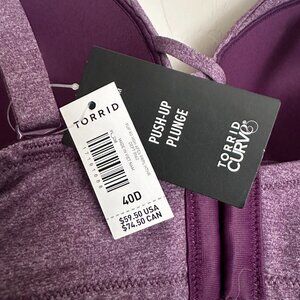 TORRID
40D
$59.50 USA
$74.50 CAN
PUSH-UP
PLUNGE
TORRID
CURVE